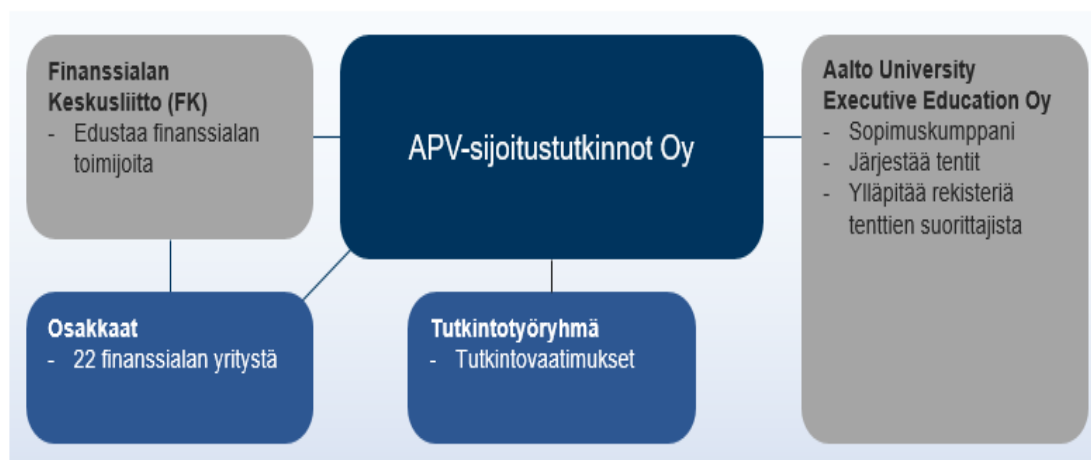 Finanssialan
Keskusliitto (FK)
- Edustaa finanssialan
toimijoita
APV-sijoitustutkinnot Oy
Aalto University
Executive Education Oy
- Sopimuskumppani
- Järjestää tentit
- Ylläpitää rekisteriä
tenttien suorittajista
Osakkaat
- 22 finanssialan yritystä
Tutkintotyöryhmä
- Tutkintovaatimukset